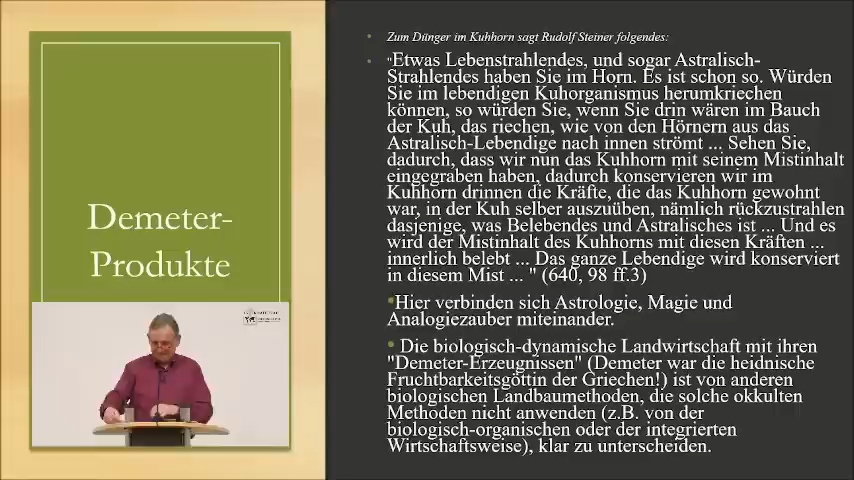 Demeter-
Produkte
Zum Dünger im Kuhhorn sagt Rudolf Steiner folgendes:
"Etwas Lebenstrahlendes, und sogar Astralisch-
Strahlendes haben Sie im Horn. Es ist schon so. Würden
Sie im lebendigen Kuhorganismus herumkriechen
können, so würden Sie, wenn Sie drin wären im Bauch
der Kuh, das riechen, wie von den Hörnern aus das
Astralisch-Lebendige nach innen strömt ... Sehen Sie,
dadurch, dass wir nun das Kuhhorn mit seinem Mistinhalt
eingegraben haben, dadurch konservieren wir im
Kuhhorn drinnen die Kräfte, die das Kuhhorn gewohnt
war, in der Kuh selber auszuüben, nämlich rückzustrahlen
dasjenige, was Belebendes und Astralisches ist ... Und es
wird der Mistinhalt des Kuhhorns mit diesen Kräften ...
innerlich belebt ... Das ganze Lebendige wird konserviert
in diesem Mist ... " (640, 98 ff.3)
Hier verbinden sich Astrologie, Magie und
Analogiezauber miteinander.
Die biologisch-dynamische Landwirtschaft mit ihren
"Demeter-Erzeugnissen" (Demeter war die heidnische
Fruchtbarkeitsgöttin der Griechen!) ist von anderen
biologischen Landbaumethoden, die solche okkulten
Methoden nicht anwenden (z.B. von der
biologisch-organischen oder der integrierten
Wirtschaftsweise), klar zu unterscheiden.